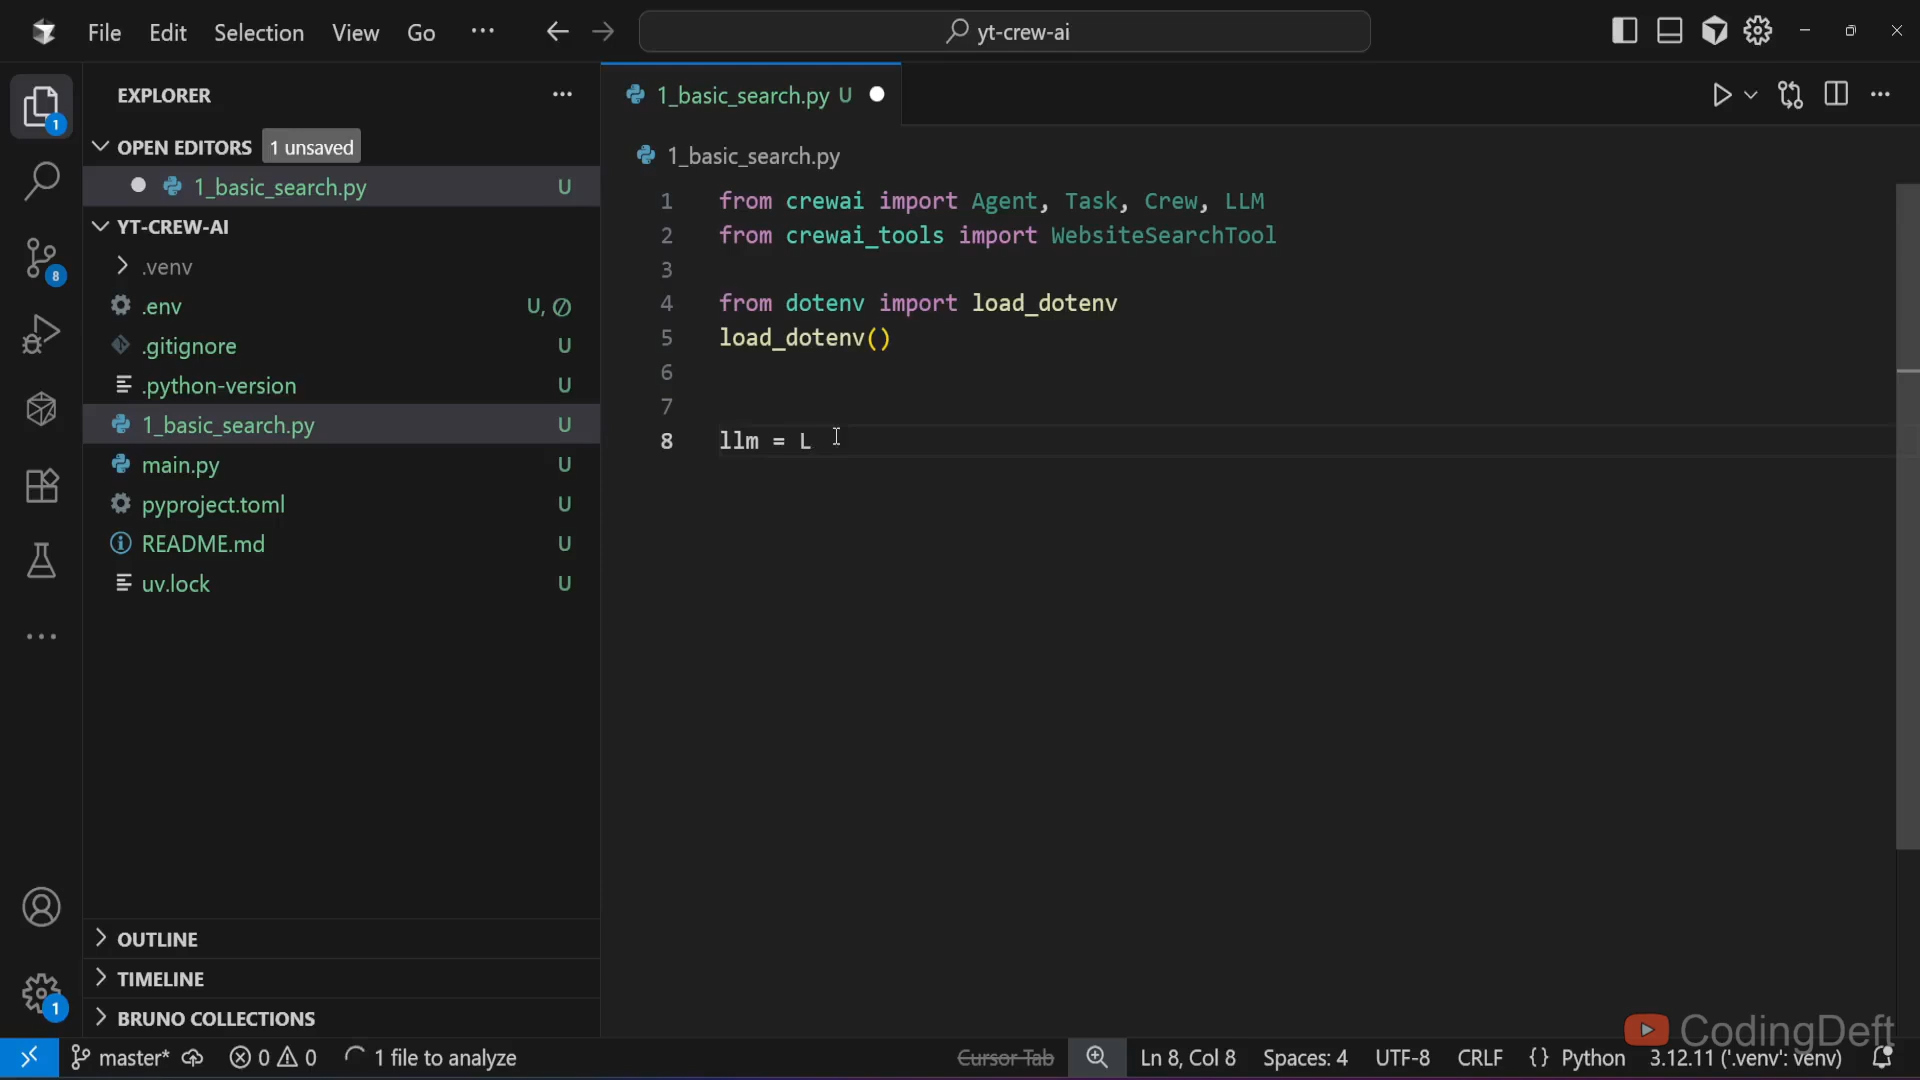 File Edit Selection View Go ···
yt-crew-ai
EXPLORER
OPEN EDITORS 1 unsaved
1_basic_search.py U
YT-CREW-AI
.venv
.env U,
.gitignore U
.python-version U
1_basic_search.py U
main.py U
pyproject.toml U
README.md U
uv.lock U
OUTLINE
TIMELINE
BRUNO COLLECTIONS
1
8
1
1_basic_search.py U
1_basic_search.py
1 from crewai import Agent, Task, Crew, LLM
2 from crewai_tools import WebsiteSearchTool
3
4 from dotenv import load_dotenv
5 load_dotenv()
6
7
8 llm = L
CodingDeft
master* 0 0 1 file to analyze Cursor Tab Ln 8, Col 8 Spaces: 4 UTF-8 CRLF {} Python 3.12.11 ('.venv': venv)